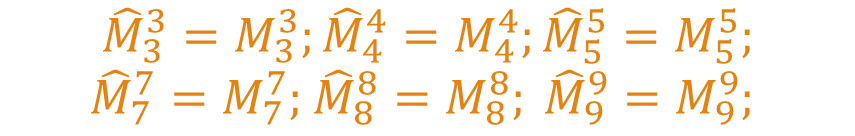 M̂₃³ = M₃³; M̂₄⁴ = M₄⁴; M̂₅⁵ = M₅⁵;
M̂₇⁷ = M₇⁷; M̂₈⁸ = M₈⁸; M̂₉⁹ = M₉⁹;